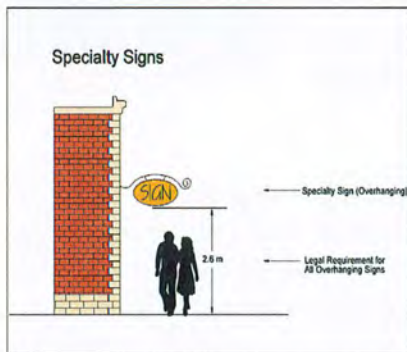 Specialty Signs
SIGN
Specialty Sign (Overhanging)
2.6 m
Legal Requirement for
All Overhanging Signs